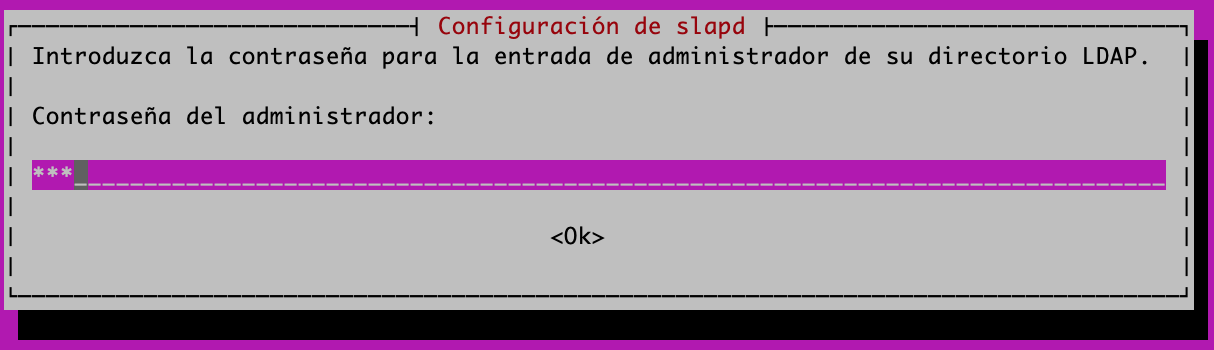 Configuración de slapd
Introduzca la contraseña para la entrada de administrador de su directorio LDAP.
Contraseña del administrador:
***_________________________________________________________________________________
<Ok>